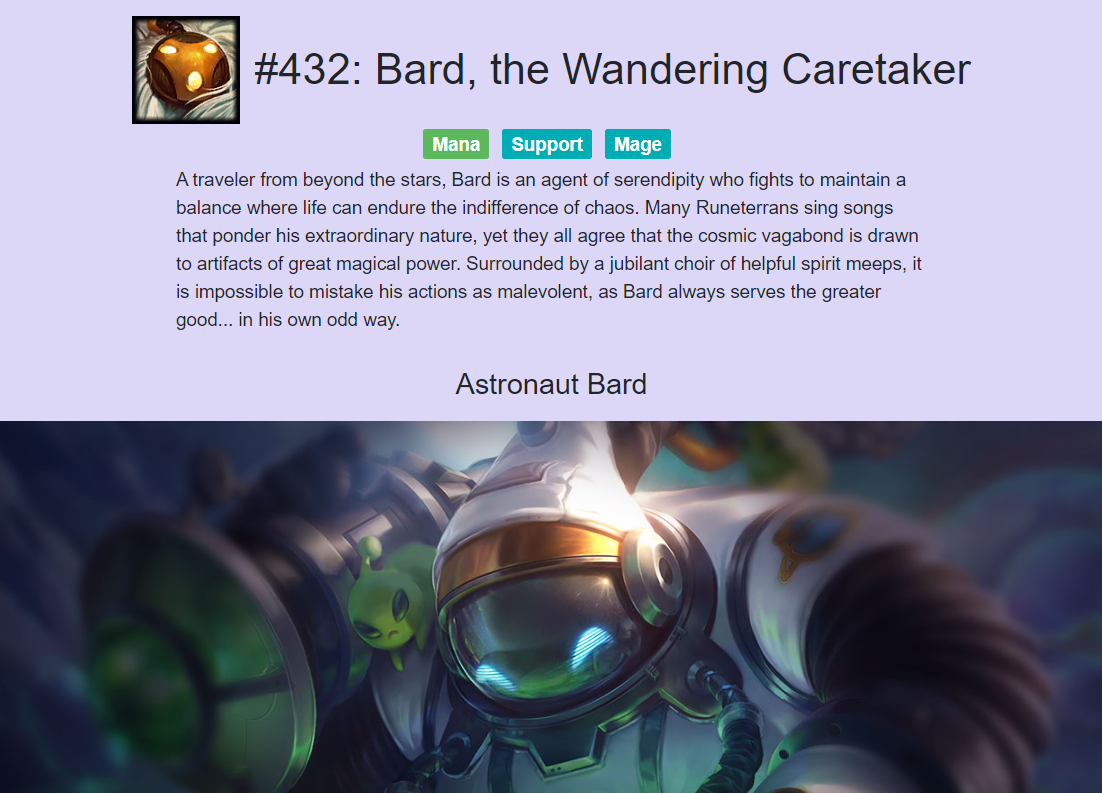 #432: Bard, the Wandering Caretaker
Mana Support Mage
A traveler from beyond the stars, Bard is an agent of serendipity who fights to maintain a
balance where life can endure the indifference of chaos. Many Runeterrans sing songs
that ponder his extraordinary nature, yet they all agree that the cosmic vagabond is drawn
to artifacts of great magical power. Surrounded by a jubilant choir of helpful spirit meeps, it
is impossible to mistake his actions as malevolent, as Bard always serves the greater
good... in his own odd way.
Astronaut Bard